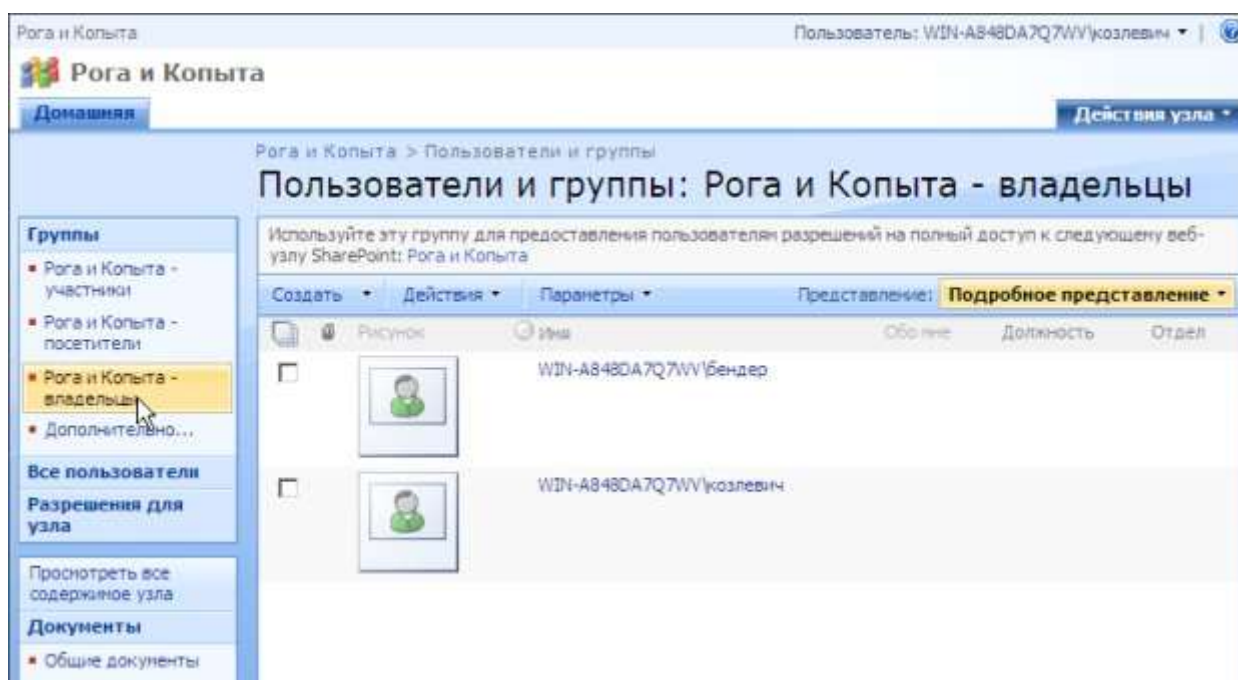 Рога и Копыта
Пользователь: WIN-A848DA7Q7WV\козлевич
Рога и Копыта
Домашняя
Действия узла
Рога и Копыта > Пользователи и группы
Пользователи и группы: Рога и Копыта - владельцы
Группы
Рога и Копыта -
участники
Рога и Копыта -
посетители
Рога и Копыта -
владельцы
Дополнительно...
Все пользователи
Разрешения для
узла
Просмотреть все
содержимое узла
Документы
Общие документы
Используйте эту группу для предоставления пользователям разрешений на полный доступ к следующему веб-
узлу SharePoint: Рога и Копыта
Создать
Действия
Параметры
Представление: Подробное представление
Рисунок
Имя
Обо мне
Должность
Отдел
WIN-A848DA7Q7WV\бендер
WIN-A848DA7Q7WV\козлевич